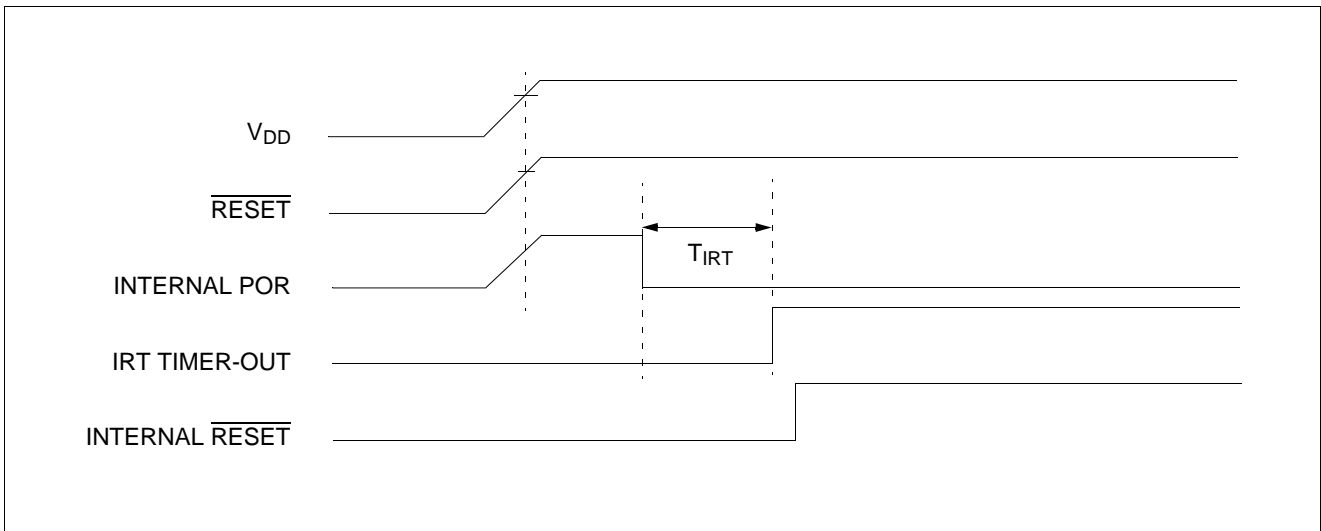 VDD
RESET
TIRT
INTERNAL POR
IRT TIMER-OUT
INTERNAL RESET